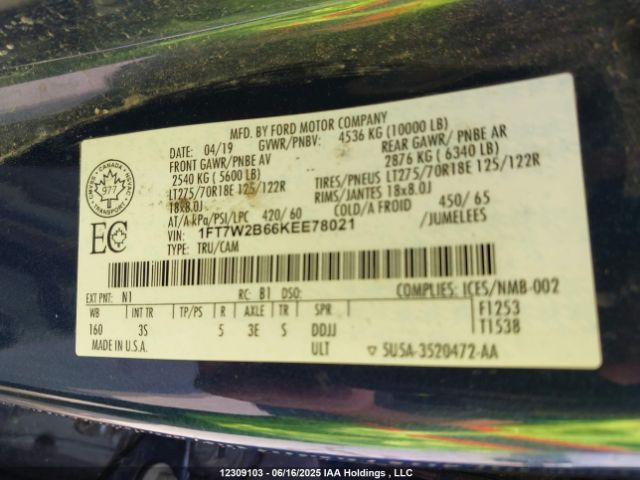 MFD. BY FORD MOTOR COMPANY
DATE: 04/19 GVWR/PNBV: 4536 KG (10000 LB)
FRONT GAWR/PNBE AV REAR GAWR/ PNBE AR
2540 KG ( 5600 LB) 2876 KG ( 6340 LB)
LT275/70R18E 125/122R TIRES/PNEUS LT275/70R18E 125/122R
18x8.0J RIMS/JANTES 18x8.0J
AT/A kPa/PSI/LPC 420/ 60 COLD/A FROID 450/ 65
VIN: 1FT7W2B66KEE78021 /JUMELEES
TYPE: TRU/CAM
CANADA
977
TRANSPORT
EC
EXT PNT: N1 RC: B1 DSO: COMPLIES: ICES/NMB-002
WB INT TR TP/PS R AXLE TR SPR F1253
160 3S 5 3E S DDJJ T1538
MADE IN U.S.A. ULT SU5A-3520472-AA
12309103 - 06/16/2025 IAA Holdings , LLC